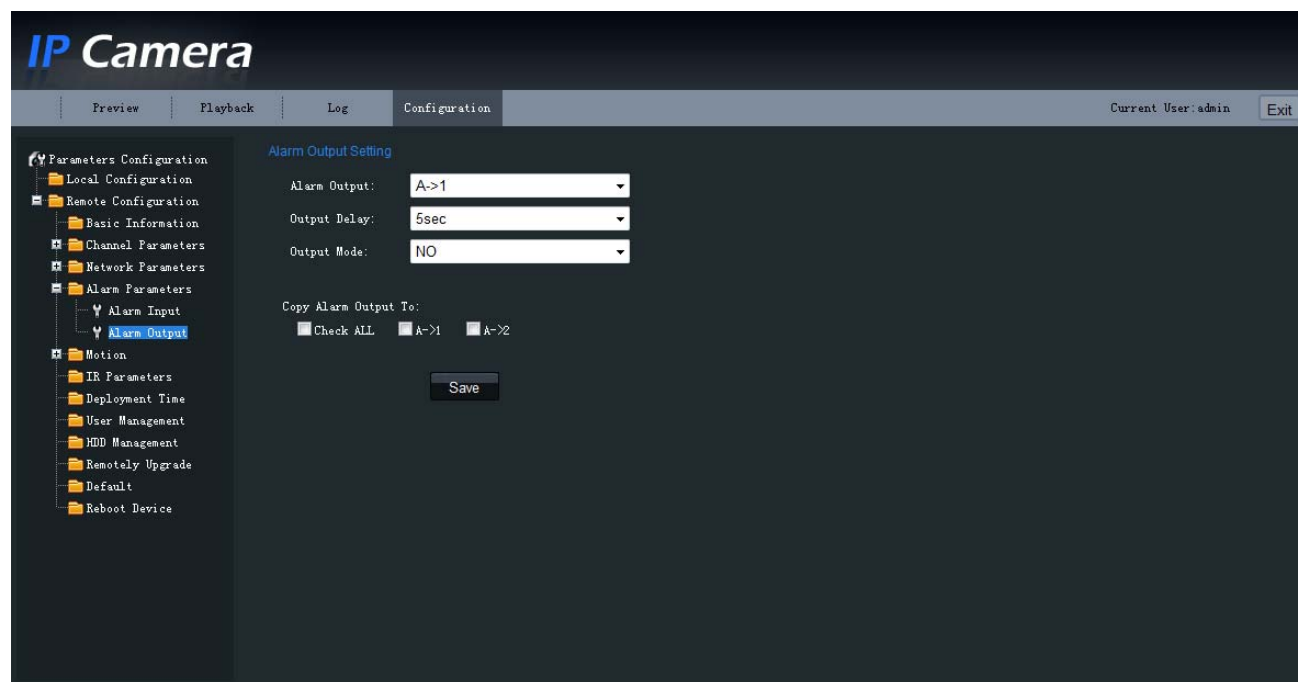 IP Camera
Preview Playback Log Configuration Current User:admin Exit
Parameters Configuration
Local Configuration
Remote Configuration
Basic Information
Channel Parameters
Network Parameters
Alarm Parameters
Alarm Input
Alarm Output
Motion
IR Parameters
Deployment Time
User Management
HDD Management
Remotely Upgrade
Default
Reboot Device
Alarm Output Setting
Alarm Output: A->1
Output Delay: 5sec
Output Mode: NO
Copy Alarm Output To:
Check ALL A->1 A->2
Save